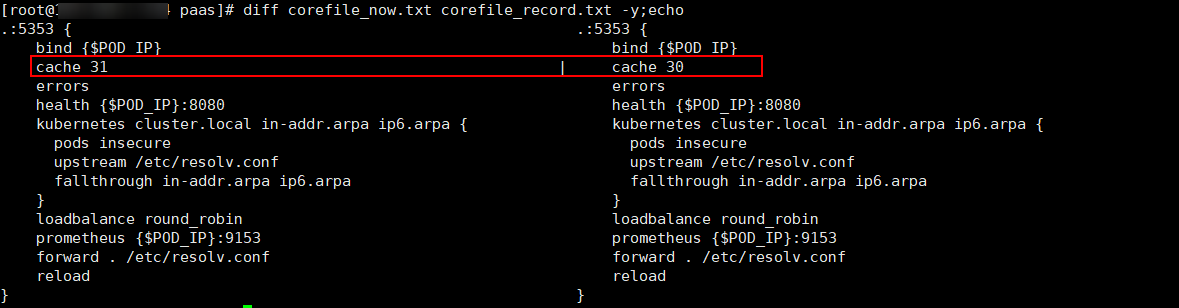 [root@1 4 paas]# diff corefile_now.txt corefile_record.txt -y;echo
.:5353 { .:5353 {
bind {$POD_IP} bind {$POD_IP}
cache 31 | cache 30
errors errors
health {$POD_IP}:8080 health {$POD_IP}:8080
kubernetes cluster.local in-addr.arpa ip6.arpa { kubernetes cluster.local in-addr.arpa ip6.arpa {
pods insecure pods insecure
upstream /etc/resolv.conf upstream /etc/resolv.conf
fallthrough in-addr.arpa ip6.arpa fallthrough in-addr.arpa ip6.arpa
} }
loadbalance round_robin loadbalance round_robin
prometheus {$POD_IP}:9153 prometheus {$POD_IP}:9153
forward . /etc/resolv.conf forward . /etc/resolv.conf
reload reload
} }